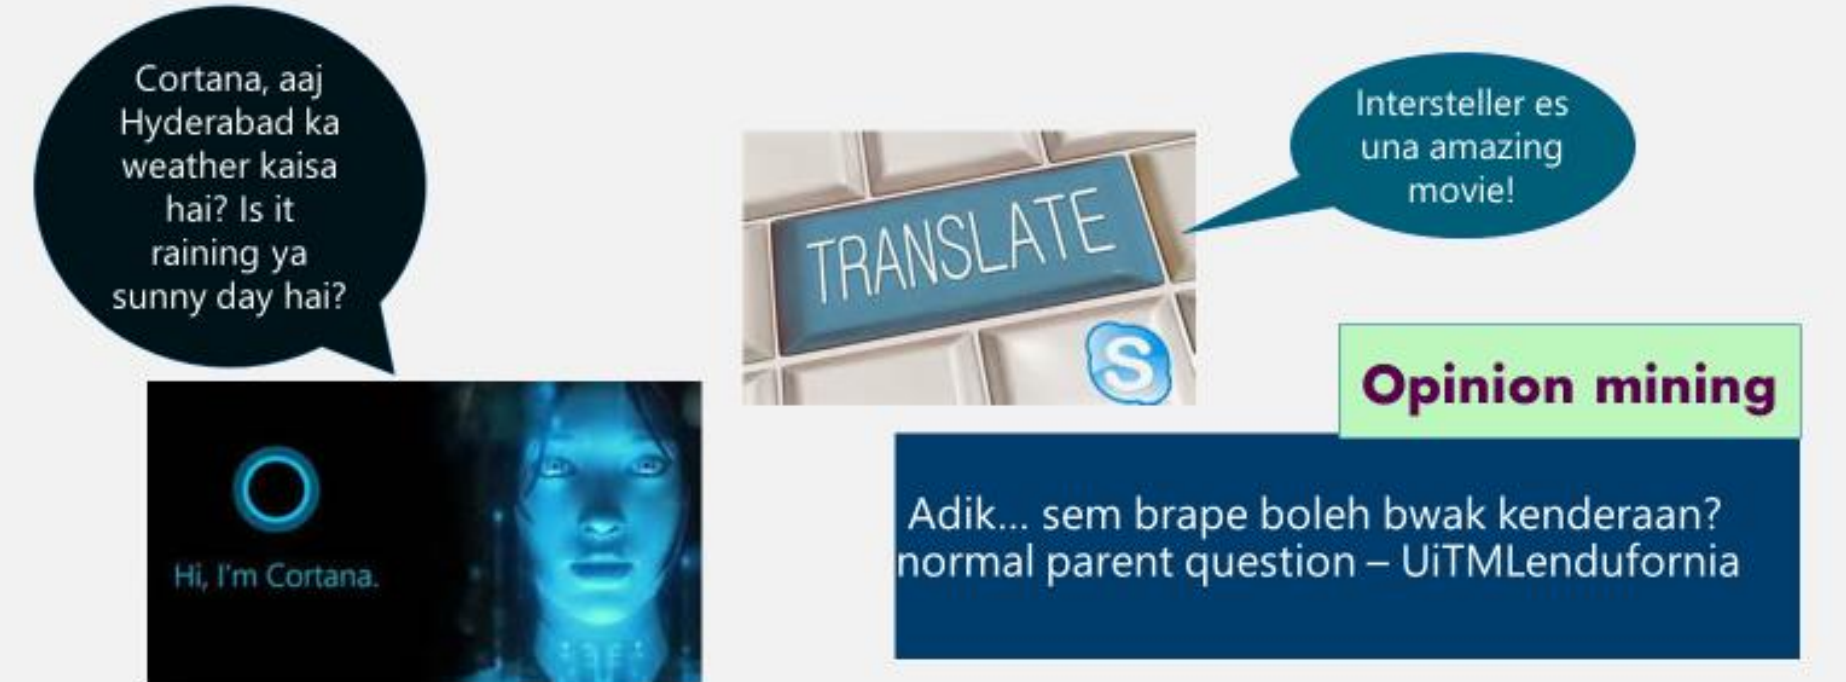 Cortana, aaj
Hyderabad ka
weather kaisa
hai? Is it
raining ya
sunny day hai?
Hi, I'm Cortana.
TRANSLATE
S
Intersteller es
una amazing
movie!
Opinion mining
Adik... sem brape boleh bwak kenderaan?
normal parent question – UiTMLendufornia